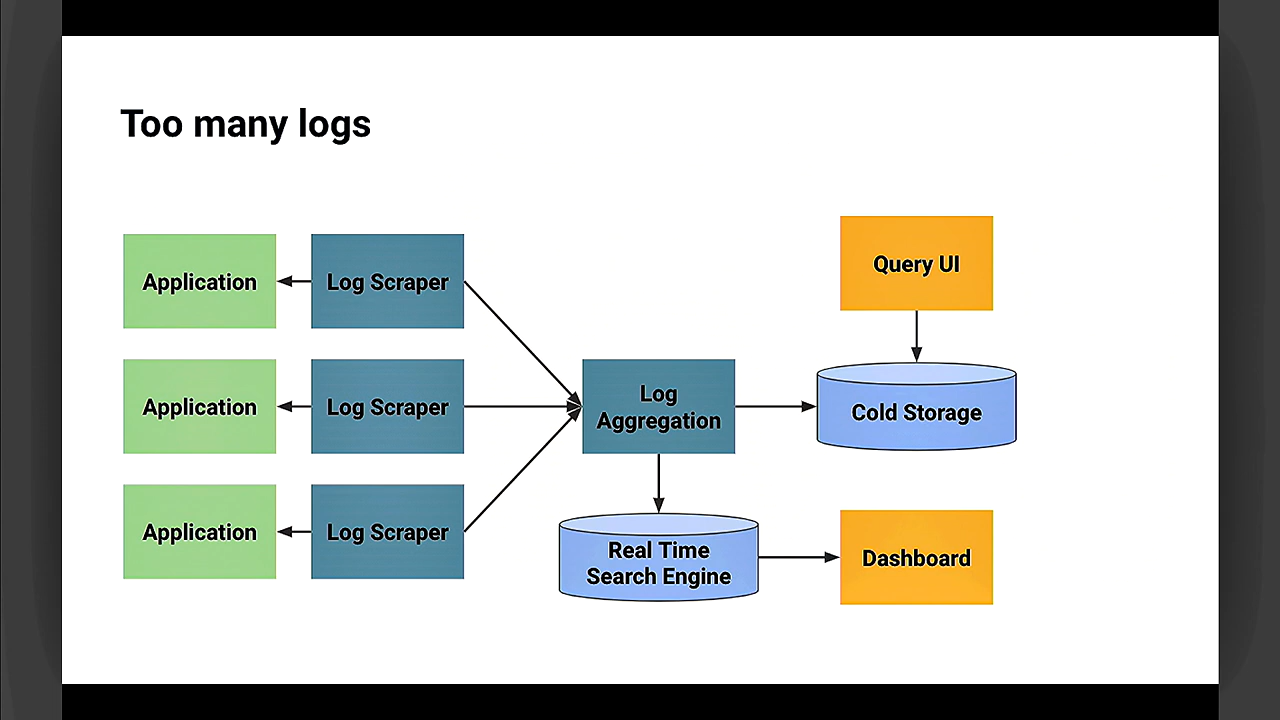 Too many logs
Application
Log Scraper
Application
Log Scraper
Application
Log Scraper
Log
Aggregation
Real Time
Search Engine
Query UI
Cold Storage
Dashboard